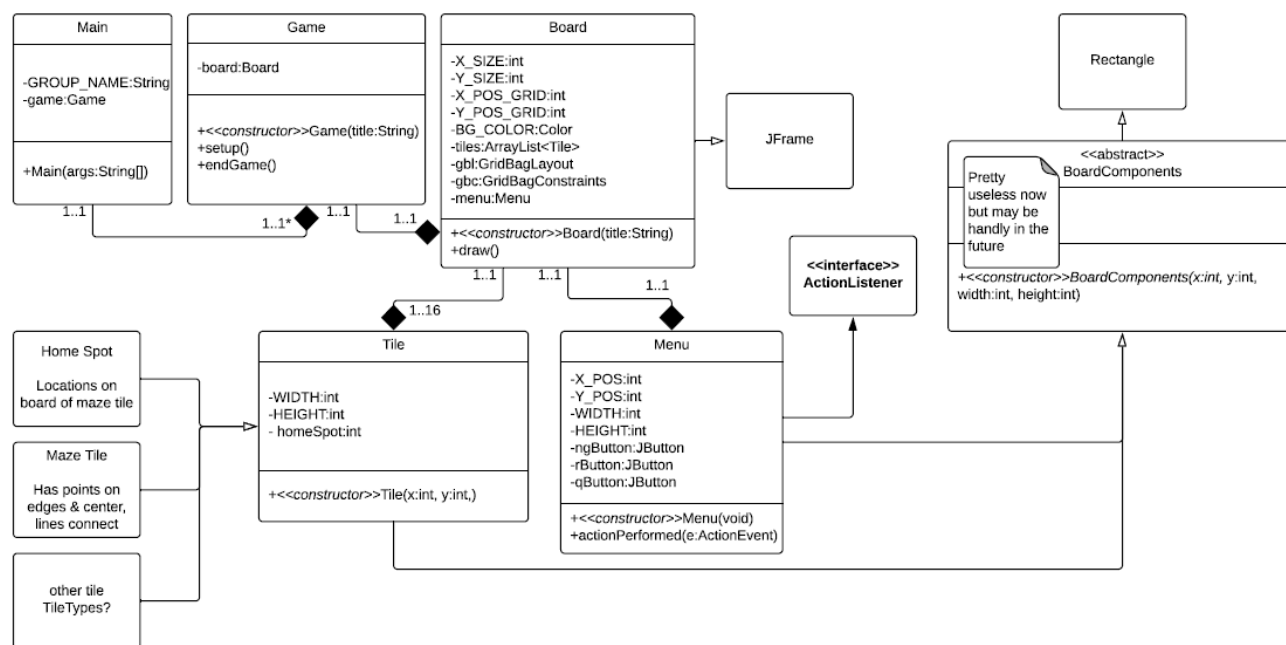 Main
-GROUP_NAME:String
-game:Game
+Main(args:String[])
Game
-board:Board
+<<constructor>>Game(title:String)
+setup()
+endGame()
Board
-X_SIZE:int
-Y_SIZE:int
-X_POS_GRID:int
-Y_POS_GRID:int
-BG_COLOR:Color
-tiles:ArrayList<Tile>
-gbl:GridBagLayout
-gbc:GridBagConstraints
-menu:Menu
+<<constructor>>Board(title:String)
+draw()
JFrame
Rectangle
<<abstract>>
BoardComponents
Pretty
useless now
but may be
handly in the
future
+<<constructor>>BoardComponents(x:int, y:int,
width:int, height:int)
<<interface>>
ActionListener
1..1
1..1*
1..1
1..1
1..1
1..1
1..16
1..1
Home Spot
Locations on
board of maze tile
Maze Tile
Has points on
edges & center,
lines connect
other tile
TileTypes?
Tile
-WIDTH:int
-HEIGHT:int
- homeSpot:int
+<<constructor>>Tile(x:int, y:int,)
Menu
-X_POS:int
-Y_POS:int
-WIDTH:int
-HEIGHT:int
-ngButton:JButton
-rButton:JButton
-qButton:JButton
+<<constructor>>Menu(void)
+actionPerformed(e:ActionEvent)